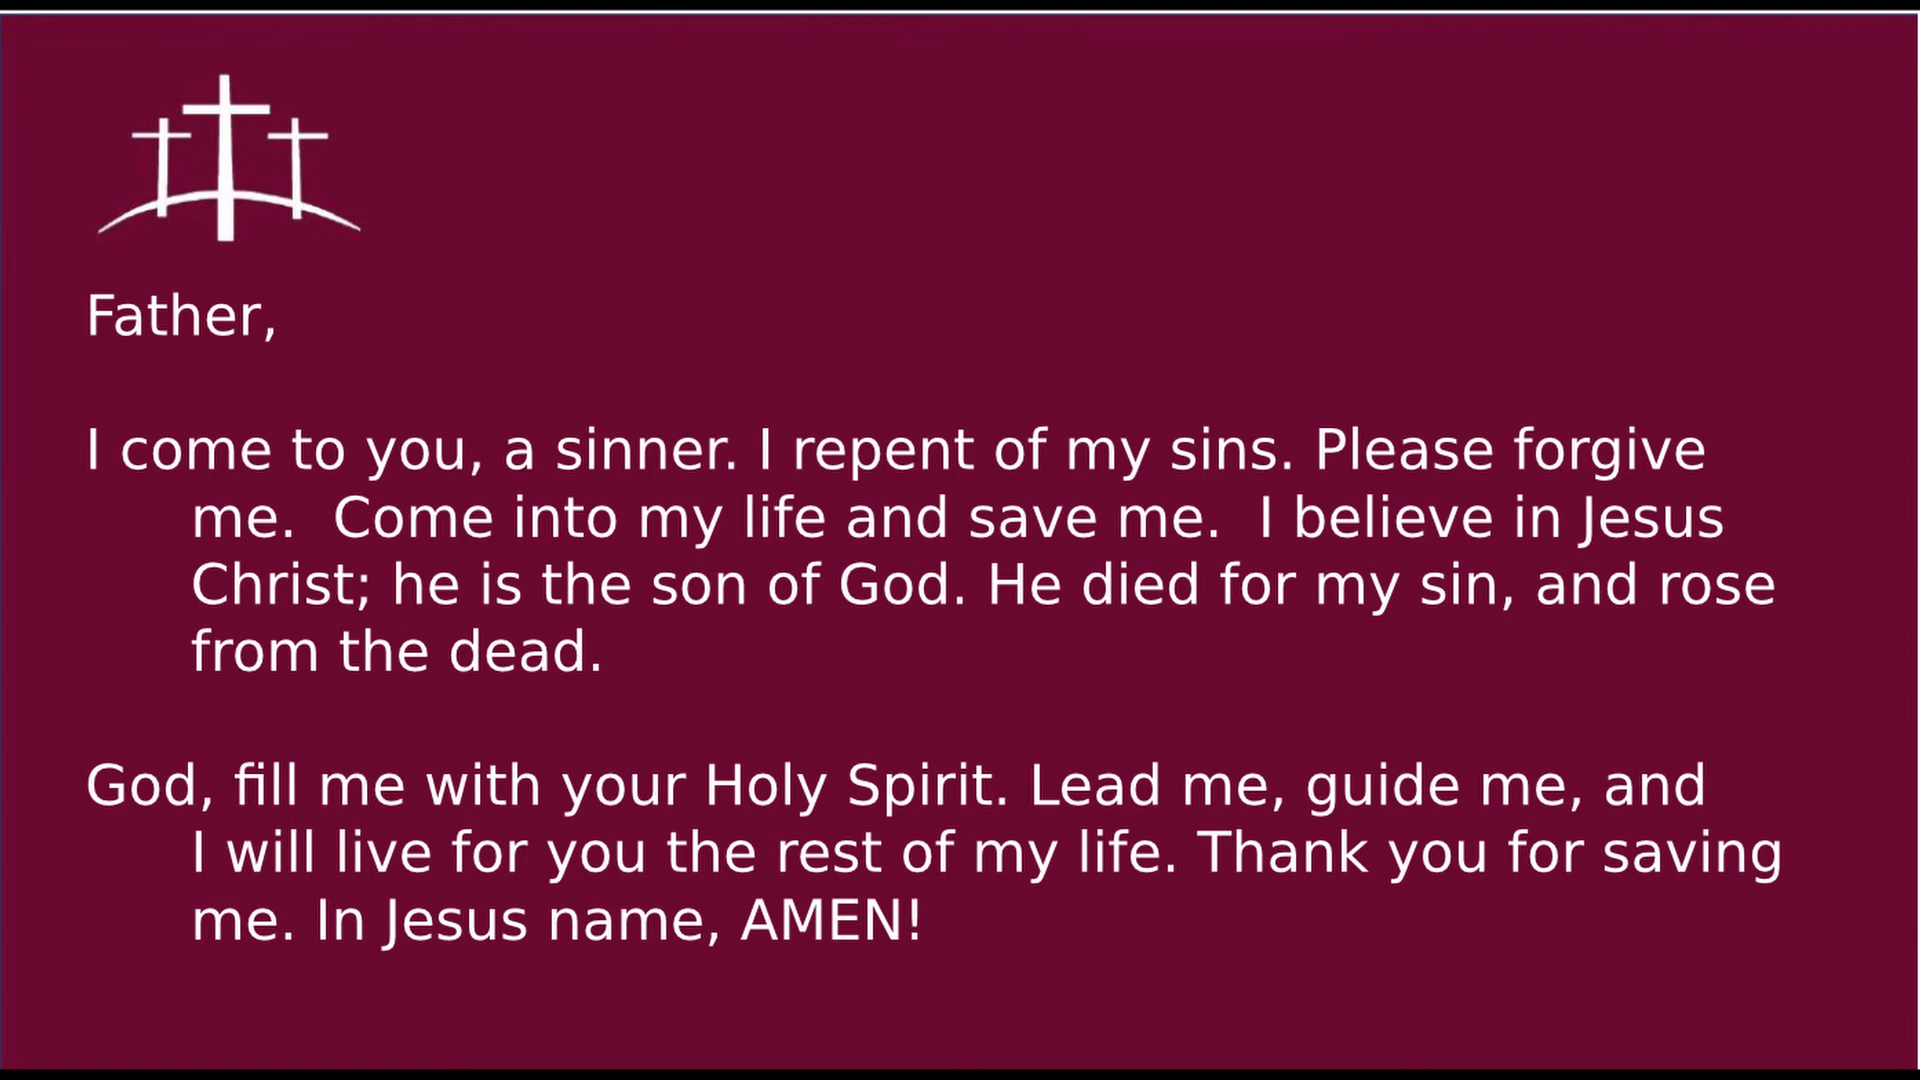 Father,
I come to you, a sinner. I repent of my sins. Please forgive
me.  Come into my life and save me.  I believe in Jesus
Christ; he is the son of God. He died for my sin, and rose
from the dead.
God, fill me with your Holy Spirit. Lead me, guide me, and
I will live for you the rest of my life. Thank you for saving
me. In Jesus name, AMEN!